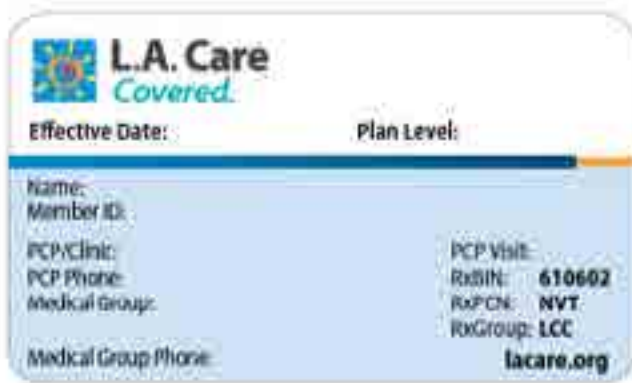 L.A. Care
Covered.
Effective Date: Plan Level:
Name:
Member ID:
PCP/Clinic: PCP Visit:
PCP Phone: RxBIN: 610602
Medical Group: RxPCN: NVT
RxGroup: LCC
Medical Group Phone: lacare.org